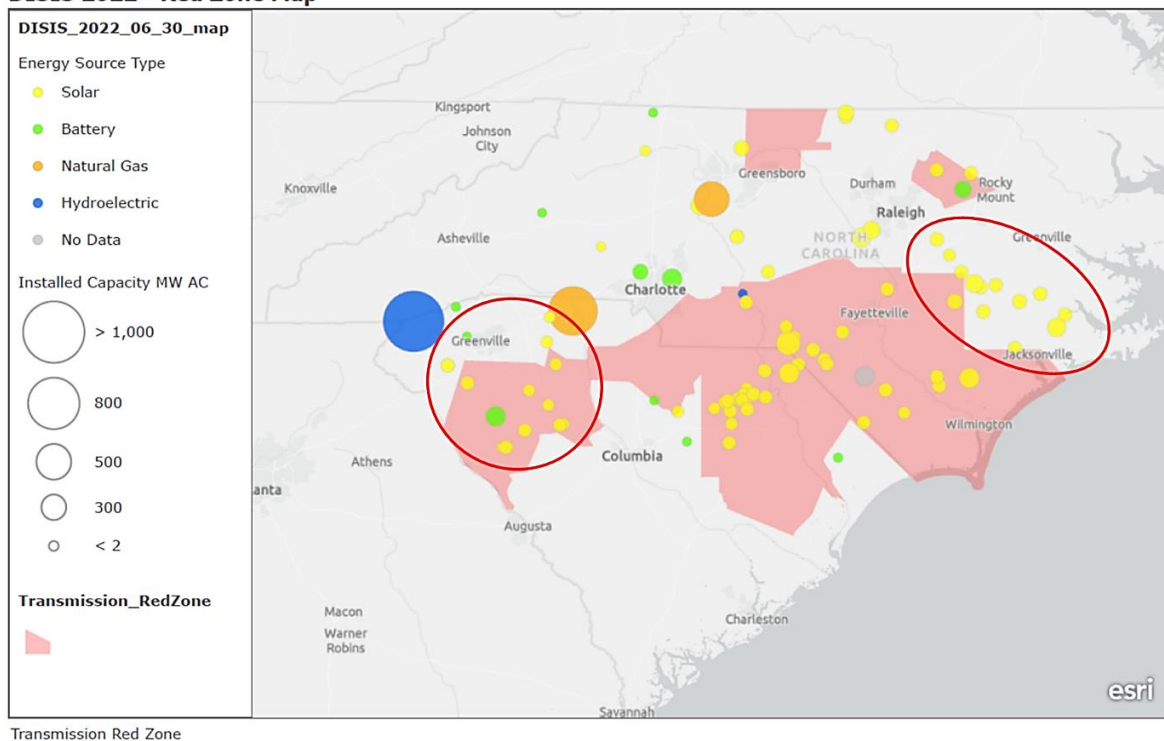 DISIS_2022_06_30_map
Energy Source Type
Solar
Battery
Natural Gas
Hydroelectric
No Data
Installed Capacity MW AC
> 1,000
800
500
300
< 2
Transmission_RedZone
Kingsport
Johnson
City
Knoxville
Greensboro
Durham
Rocky
Mount
Raleigh
Asheville
NORTH
CAROLINA
Greenville
Charlotte
Fayetteville
Greenville
Jacksonville
Wilmington
Athens
Columbia
anta
Augusta
Macon
Warner
Robins
Charleston
Savannah
esri
Transmission Red Zone